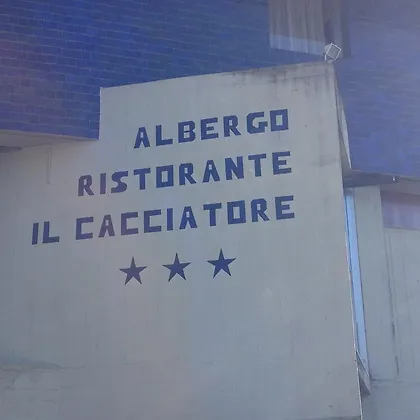 ALBERGO
RISTORANTE
IL CACCIATORE
★ ★ ★